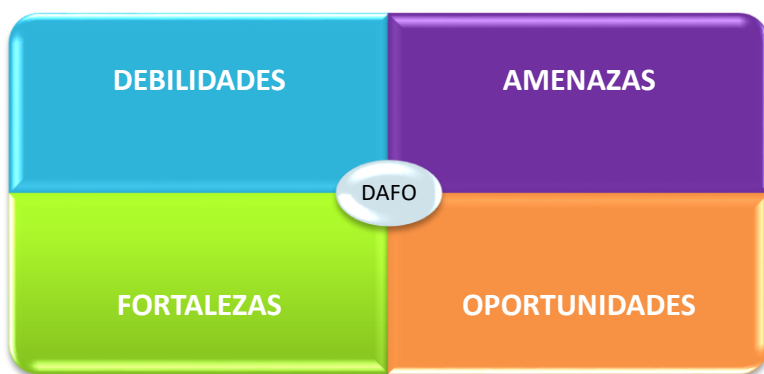 DEBILIDADES
AMENAZAS
DAFO
FORTALEZAS
OPORTUNIDADES